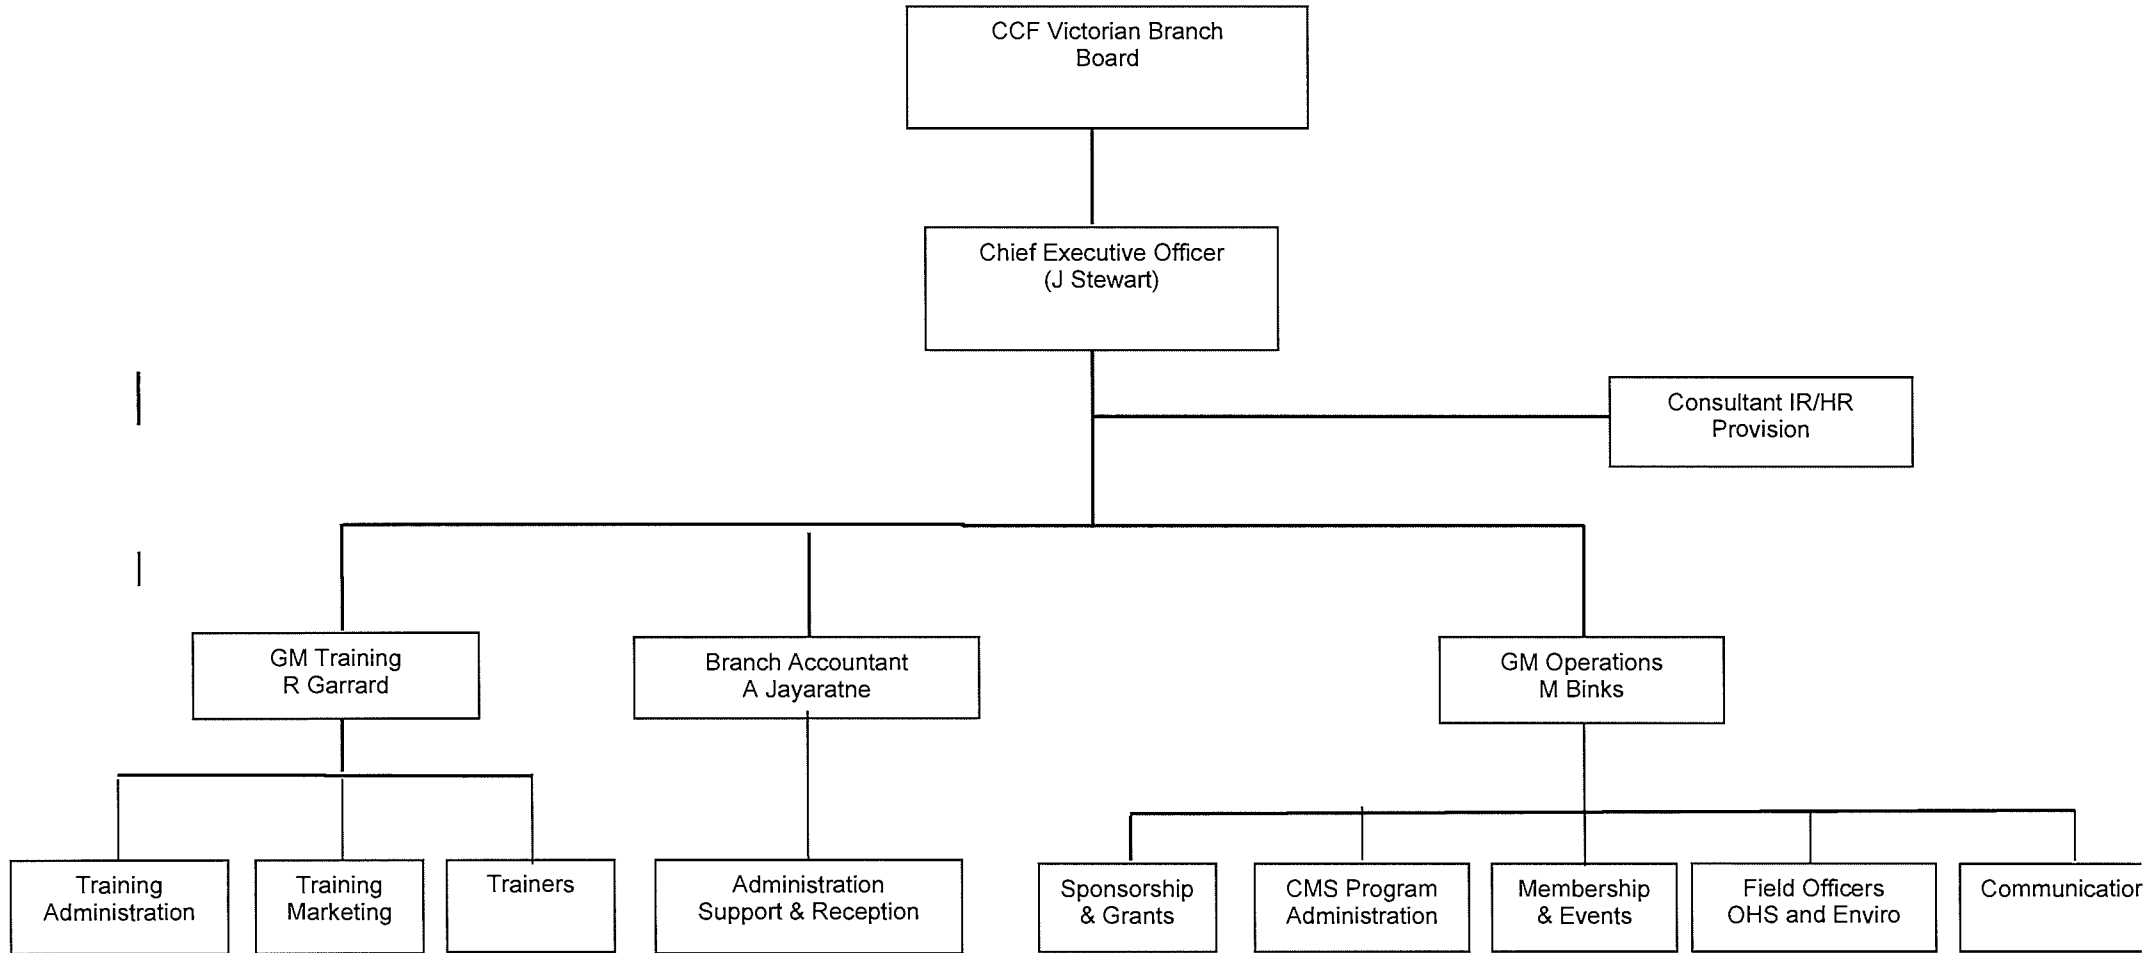 CCF Victorian Branch
Board
Chief Executive Officer
(J Stewart)
Consultant IR/HR
Provision
GM Training
R Garrard
Branch Accountant
A Jayaratne
GM Operations
M Binks
Training
Administration
Training
Marketing
Trainers
Administration
Support & Reception
Sponsorship
& Grants
CMS Program
Administration
Membership
& Events
Field Officers
OHS and Enviro
Communication